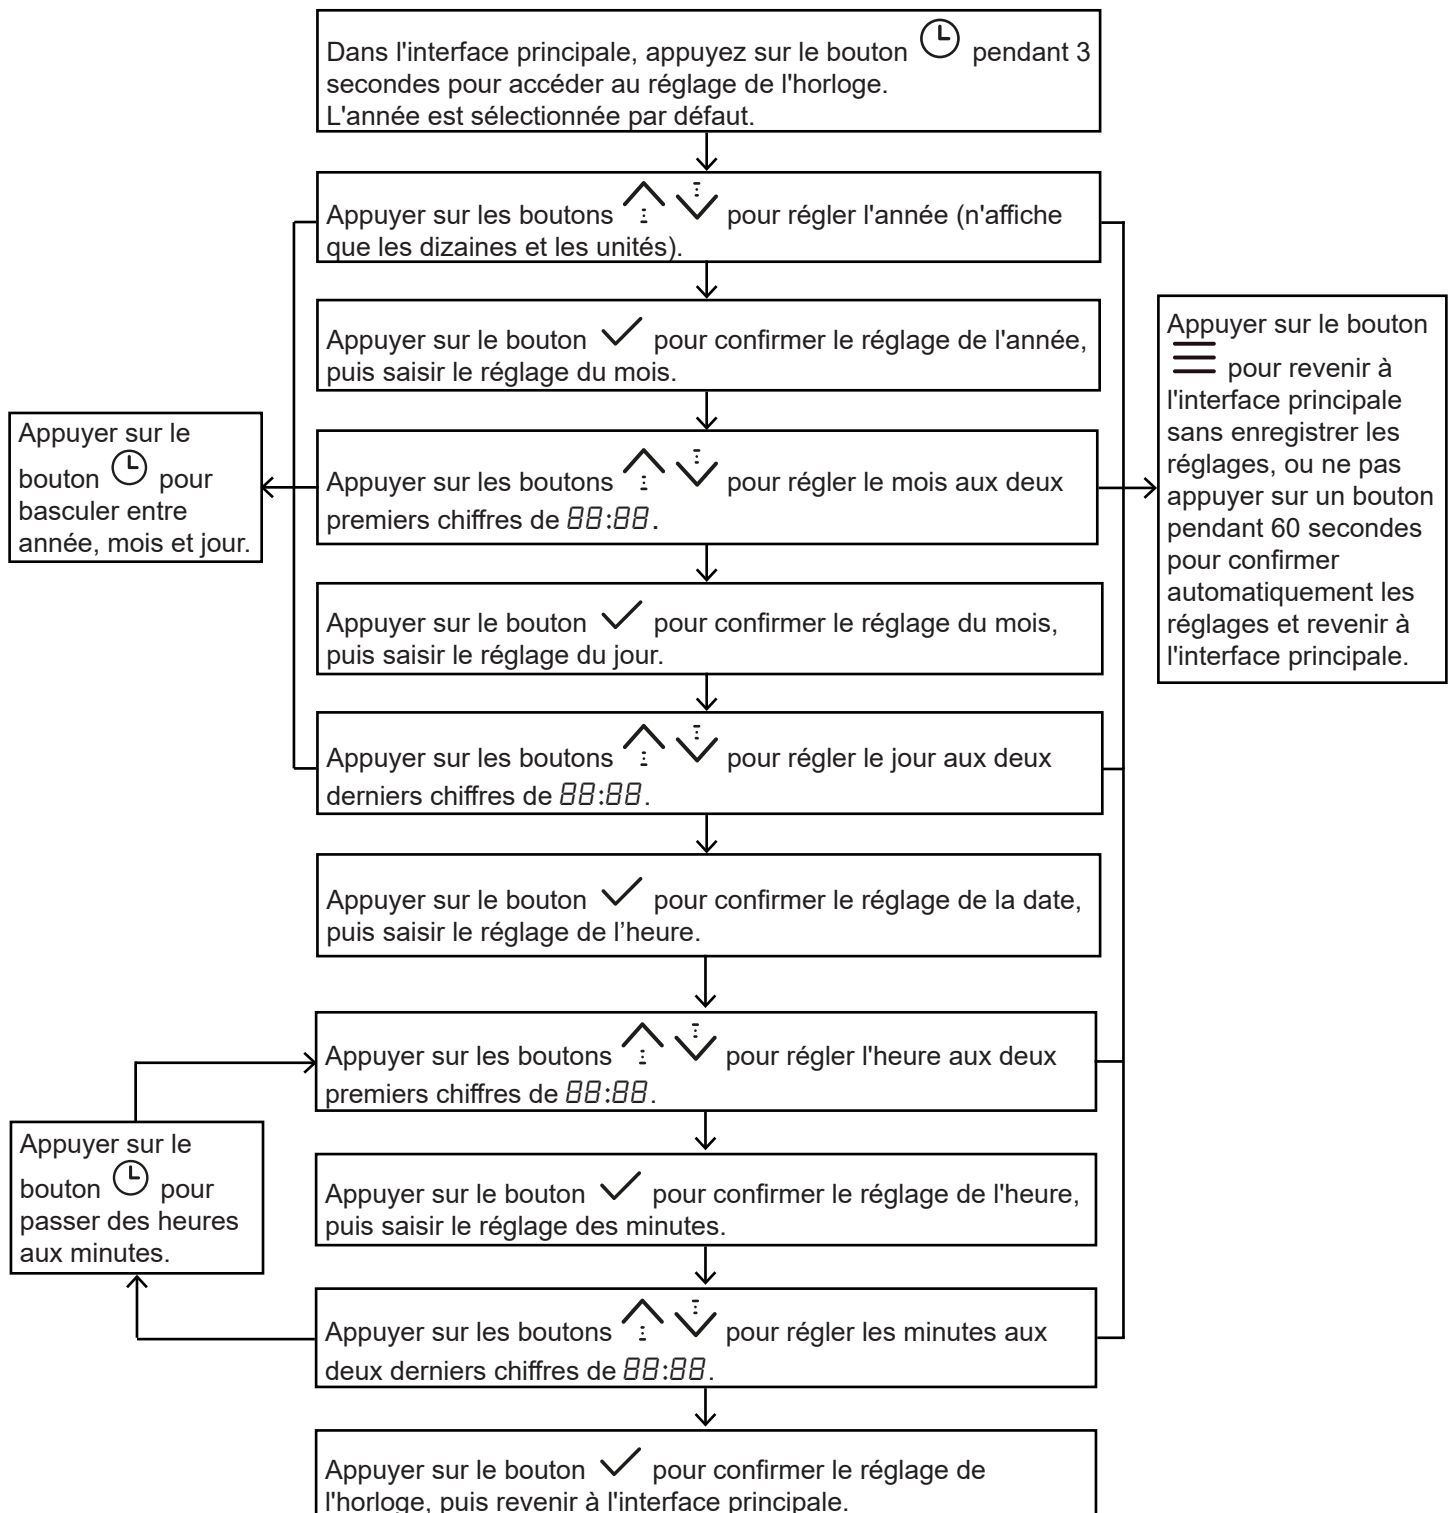 Dans l'interface principale, appuyez sur le bouton pendant 3
secondes pour accéder au réglage de l'horloge.
L'année est sélectionnée par défaut.
Appuyer sur les boutons pour régler l'année (n'affiche
que les dizaines et les unités).
Appuyer sur le bouton pour confirmer le réglage de l'année,
puis saisir le réglage du mois.
Appuyer sur le
bouton pour
basculer entre
année, mois et jour.
Appuyer sur les boutons pour régler le mois aux deux
premiers chiffres de 88:88.
Appuyer sur le bouton
pour revenir à
l'interface principale
sans enregistrer les
réglages, ou ne pas
appuyer sur un bouton
pendant 60 secondes
pour confirmer
automatiquement les
réglages et revenir à
l'interface principale.
Appuyer sur le bouton pour confirmer le réglage du mois,
puis saisir le réglage du jour.
Appuyer sur les boutons pour régler le jour aux deux
derniers chiffres de 88:88.
Appuyer sur le bouton pour confirmer le réglage de la date,
puis saisir le réglage de l’heure.
Appuyer sur les boutons pour régler l'heure aux deux
premiers chiffres de 88:88.
Appuyer sur le
bouton pour
passer des heures
aux minutes.
Appuyer sur le bouton pour confirmer le réglage de l'heure,
puis saisir le réglage des minutes.
Appuyer sur les boutons pour régler les minutes aux
deux derniers chiffres de 88:88.
Appuyer sur le bouton pour confirmer le réglage de
l'horloge, puis revenir à l'interface principale.